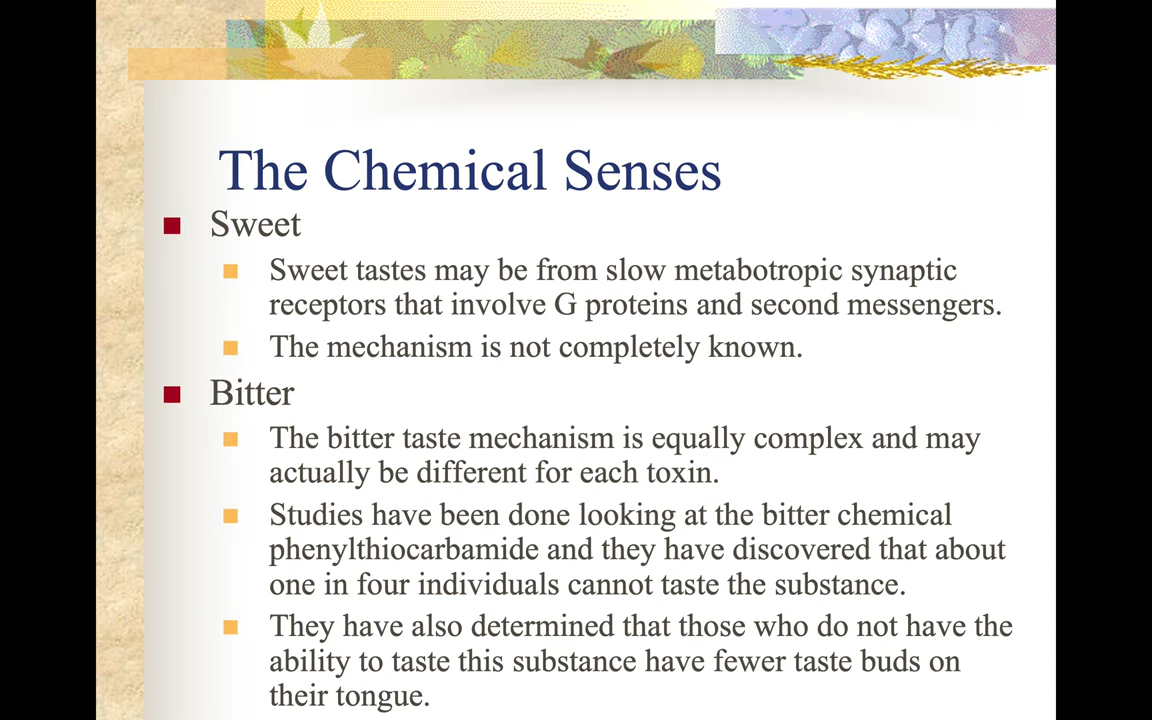 The Chemical Senses
Sweet
Sweet tastes may be from slow metabotropic synaptic
receptors that involve G proteins and second messengers.
The mechanism is not completely known.
Bitter
The bitter taste mechanism is equally complex and may
actually be different for each toxin.
Studies have been done looking at the bitter chemical
phenylthiocarbamide and they have discovered that about
one in four individuals cannot taste the substance.
They have also determined that those who do not have the
ability to taste this substance have fewer taste buds on
their tongue.